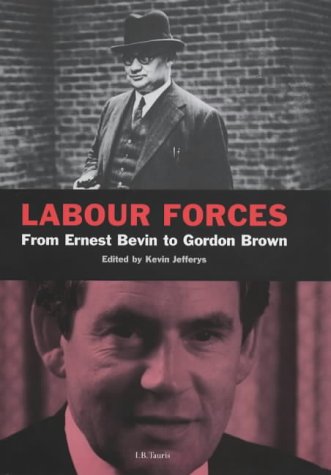 LABOUR FORCES
From Ernest Bevin to Gordon Brown
Edited by Kevin Jefferys
I.B.Tauris